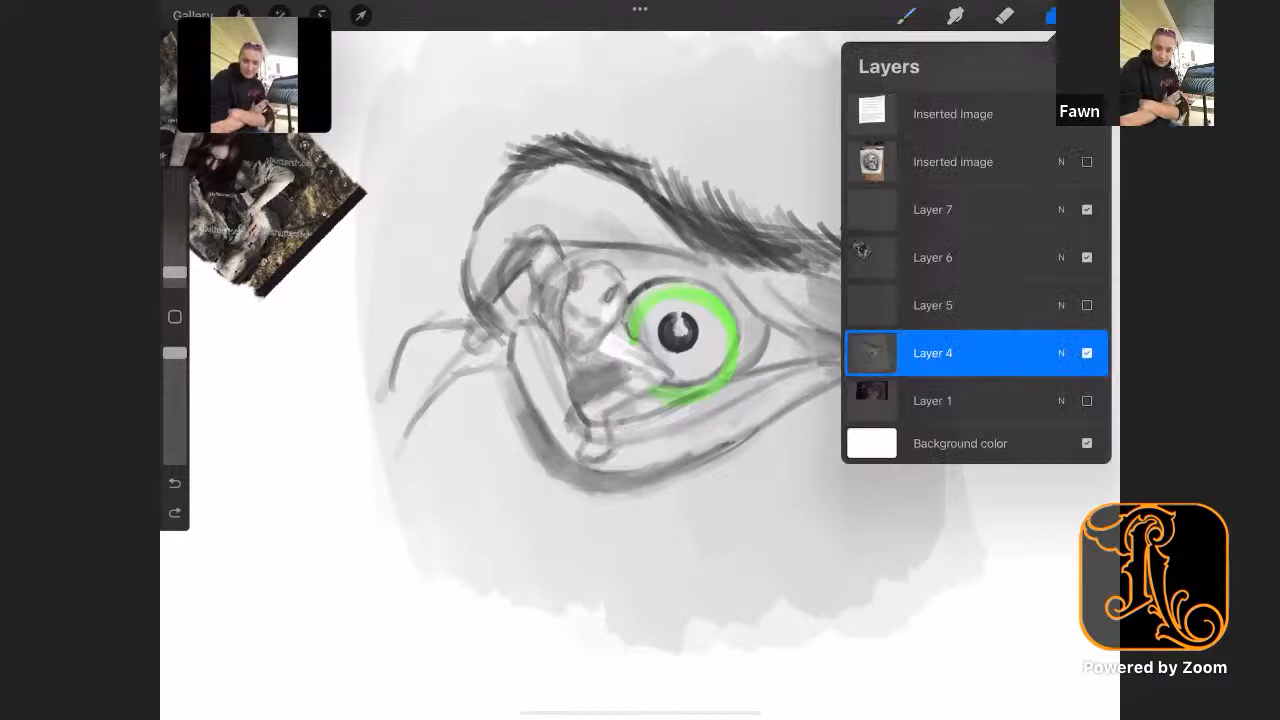 Gallery
Layers
Inserted Image
Fawn
Inserted image N
Layer 7 N
Layer 6 N
Layer 5 N
Layer 4 N
Layer 1 N
Background color
Powered by Zoom